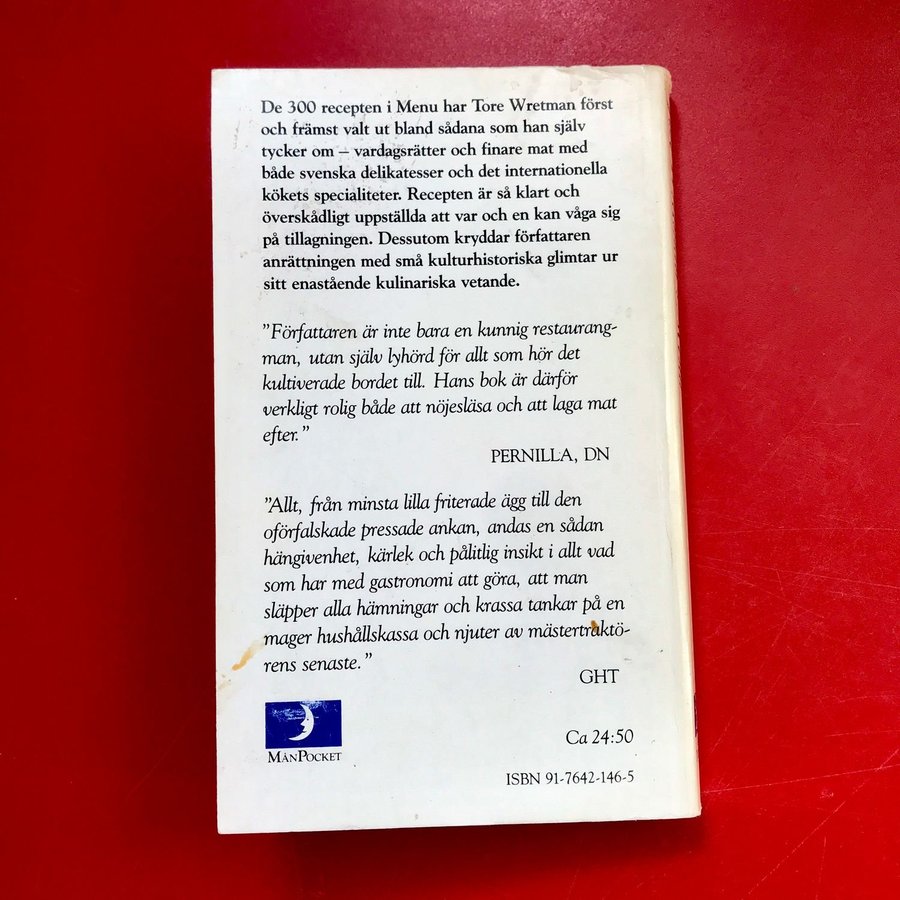 De 300 recepten i Menu har Tore Wretman först
och främst valt ut bland sådana som han själv
tycker om – vardagsrätter och finare mat med
både svenska delikatesser och det internationella
kökets specialiteter. Recepten är så klart och
överskådligt uppställda att var och en kan våga sig
på tillagningen. Dessutom kryddar författaren
anrättningen med små kulturhistoriska glimtar ur
sitt enastående kulinariska vetande.
”Författaren är inte bara en kunnig restaurang-
man, utan själv lyhörd för allt som hör det
kultiverade bordet till. Hans bok är därför
verkligt rolig både att nöjesläsa och att laga mat
efter.”
PERNILLA, DN
”Allt, från minsta lilla friterade ägg till den
oförfalskade pressade ankan, andas en sådan
hängivenhet, kärlek och pålitlig insikt i allt vad
som har med gastronomi att göra, att man
släpper alla hämningar och krassa tankar på en
mager hushållskassa och njuter av mästertraktö-
rens senaste.”
GHT
MÅNPOCKET
Ca 24:50
ISBN 91-7642-146-5